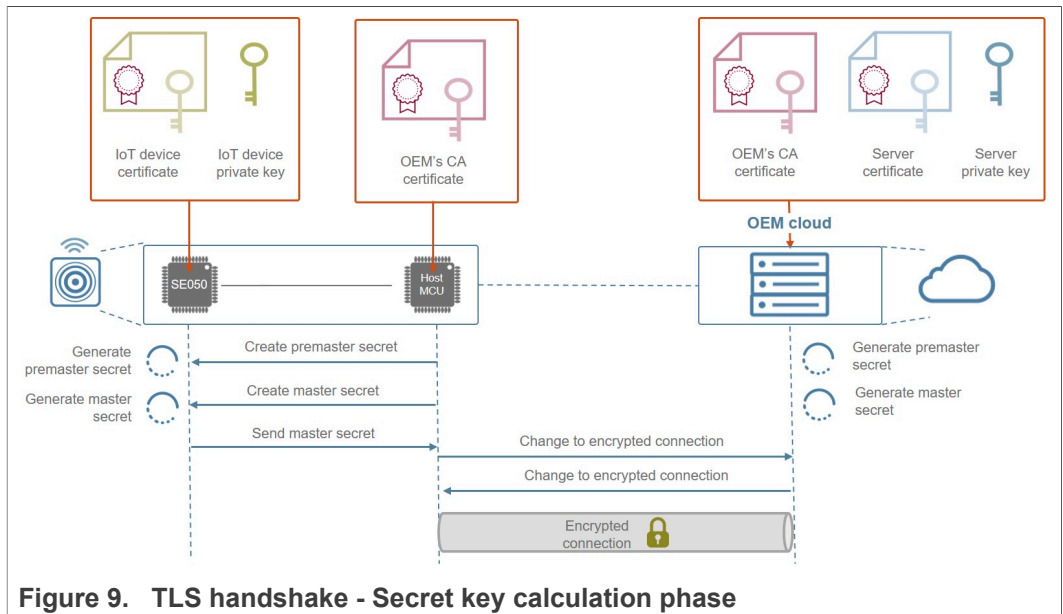 IoT device
certificate
IoT device
private key
OEM's CA
certificate
OEM's CA
certificate
Server
certificate
Server
private key
OEM cloud
SE050
Host
MCU
Generate
premaster secret
Create premaster secret
Generate premaster
secret
Generate master
secret
Create master secret
Generate master
secret
Send master secret
Change to encrypted connection
Change to encrypted connection
Encrypted
connection
Figure 9. TLS handshake - Secret key calculation phase